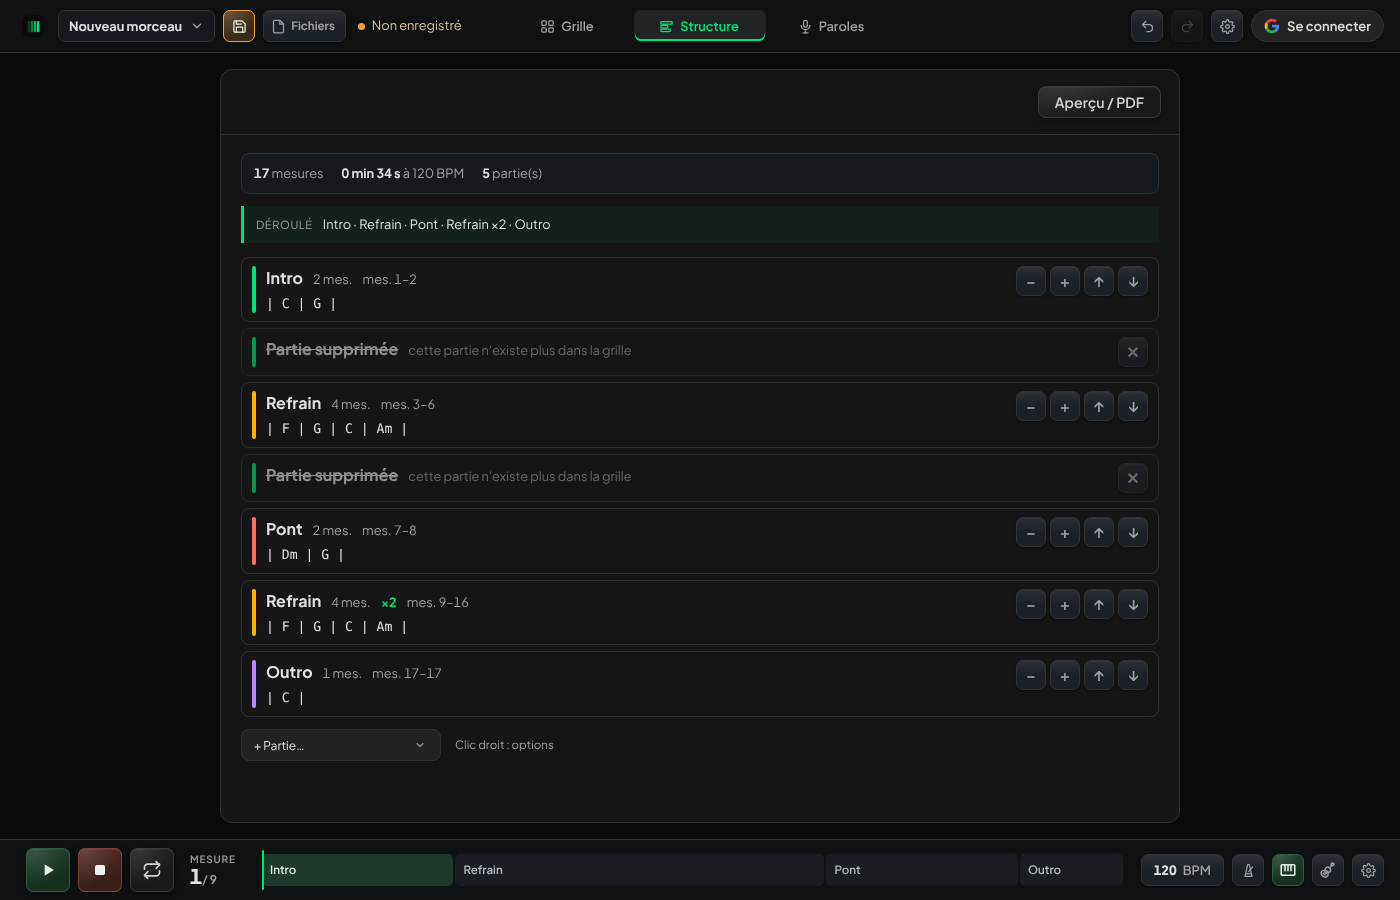 Nouveau morceau
Fichiers
Non enregistré
Grille
Structure
Paroles
Se connecter
Aperçu / PDF
17 mesures 0 min 34 s à 120 BPM 5 partie(s)
DÉROULÉ Intro · Refrain · Pont · Refrain ×2 · Outro
Intro 2 mes. mes. 1–2
| C | G |
Partie supprimée cette partie n'existe plus dans la grille
Refrain 4 mes. mes. 3–6
| F | G | C | Am |
Partie supprimée cette partie n'existe plus dans la grille
Pont 2 mes. mes. 7–8
| Dm | G |
Refrain 4 mes. ×2 mes. 9–16
| F | G | C | Am |
Outro 1 mes. mes. 17–17
| C |
+ Partie…
Clic droit : options
MESURE
1/9
Intro
Refrain
Pont
Outro
120 BPM